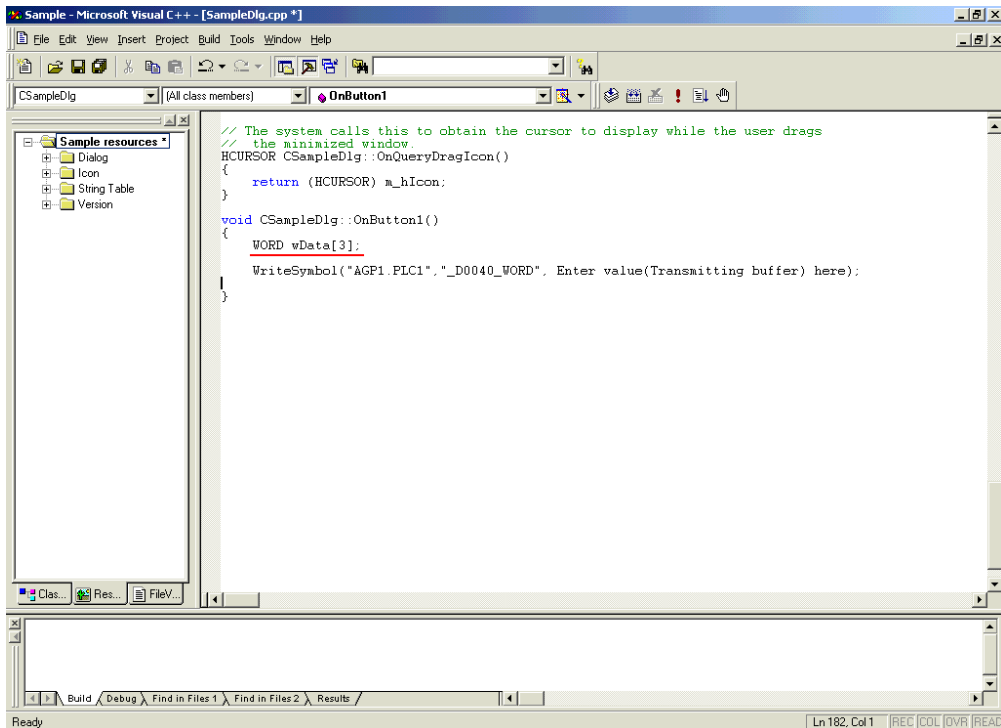 Sample - Microsoft Visual C++ - [SampleDlg.cpp *]
File Edit View Insert Project Build Tools Window Help
CSampleDlg (All class members) OnButton1
Sample resources *
Dialog
Icon
String Table
Version
// The system calls this to obtain the cursor to display while the user drags
//  the minimized window.
HCURSOR CSampleDlg::OnQueryDragIcon()
{
    return (HCURSOR) m_hIcon;
}
void CSampleDlg::OnButton1()
{
    WORD wData[3];
    WriteSymbol("AGP1.PLC1","_D0040_WORD", Enter value(Transmitting buffer) here);
}
Clas... Res... FileV...
Build Debug Find in Files 1 Find in Files 2 Results
Ready Ln 182, Col 1 REC COL OVR READ